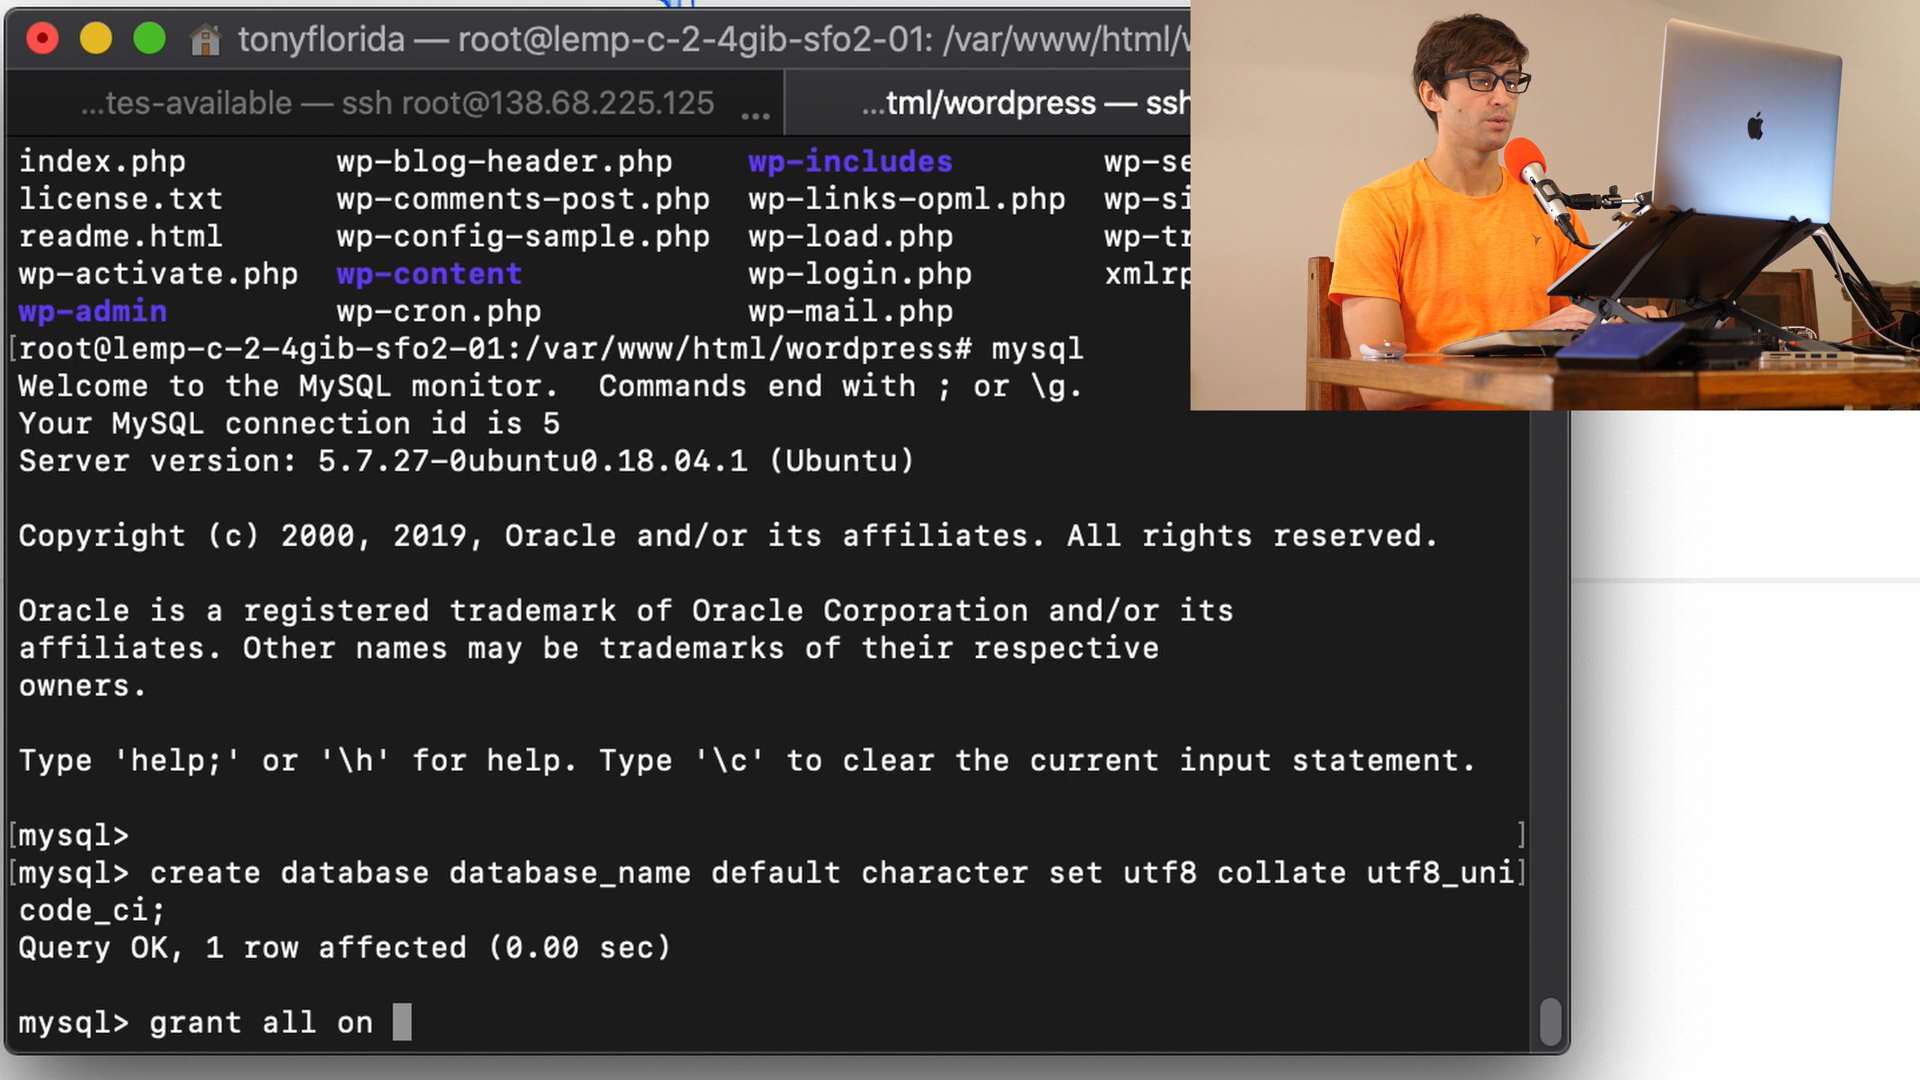 tonyflorida — root@lemp-c-2-4gib-sfo2-01: /var/www/html/
...tes-available — ssh root@138.68.225.125 ... ...tml/wordpress — ssh
index.php wp-blog-header.php wp-includes wp-se
license.txt wp-comments-post.php wp-links-opml.php wp-si
readme.html wp-config-sample.php wp-load.php wp-tr
wp-activate.php wp-content wp-login.php xmlrp
wp-admin wp-cron.php wp-mail.php
[root@lemp-c-2-4gib-sfo2-01:/var/www/html/wordpress# mysql
Welcome to the MySQL monitor.  Commands end with ; or \g.
Your MySQL connection id is 5
Server version: 5.7.27-0ubuntu0.18.04.1 (Ubuntu)
Copyright (c) 2000, 2019, Oracle and/or its affiliates. All rights reserved.
Oracle is a registered trademark of Oracle Corporation and/or its
affiliates. Other names may be trademarks of their respective
owners.
Type 'help;' or '\h' for help. Type '\c' to clear the current input statement.
[mysql> ]
[mysql> create database database_name default character set utf8 collate utf8_uni]
code_ci;
Query OK, 1 row affected (0.00 sec)
mysql> grant all on